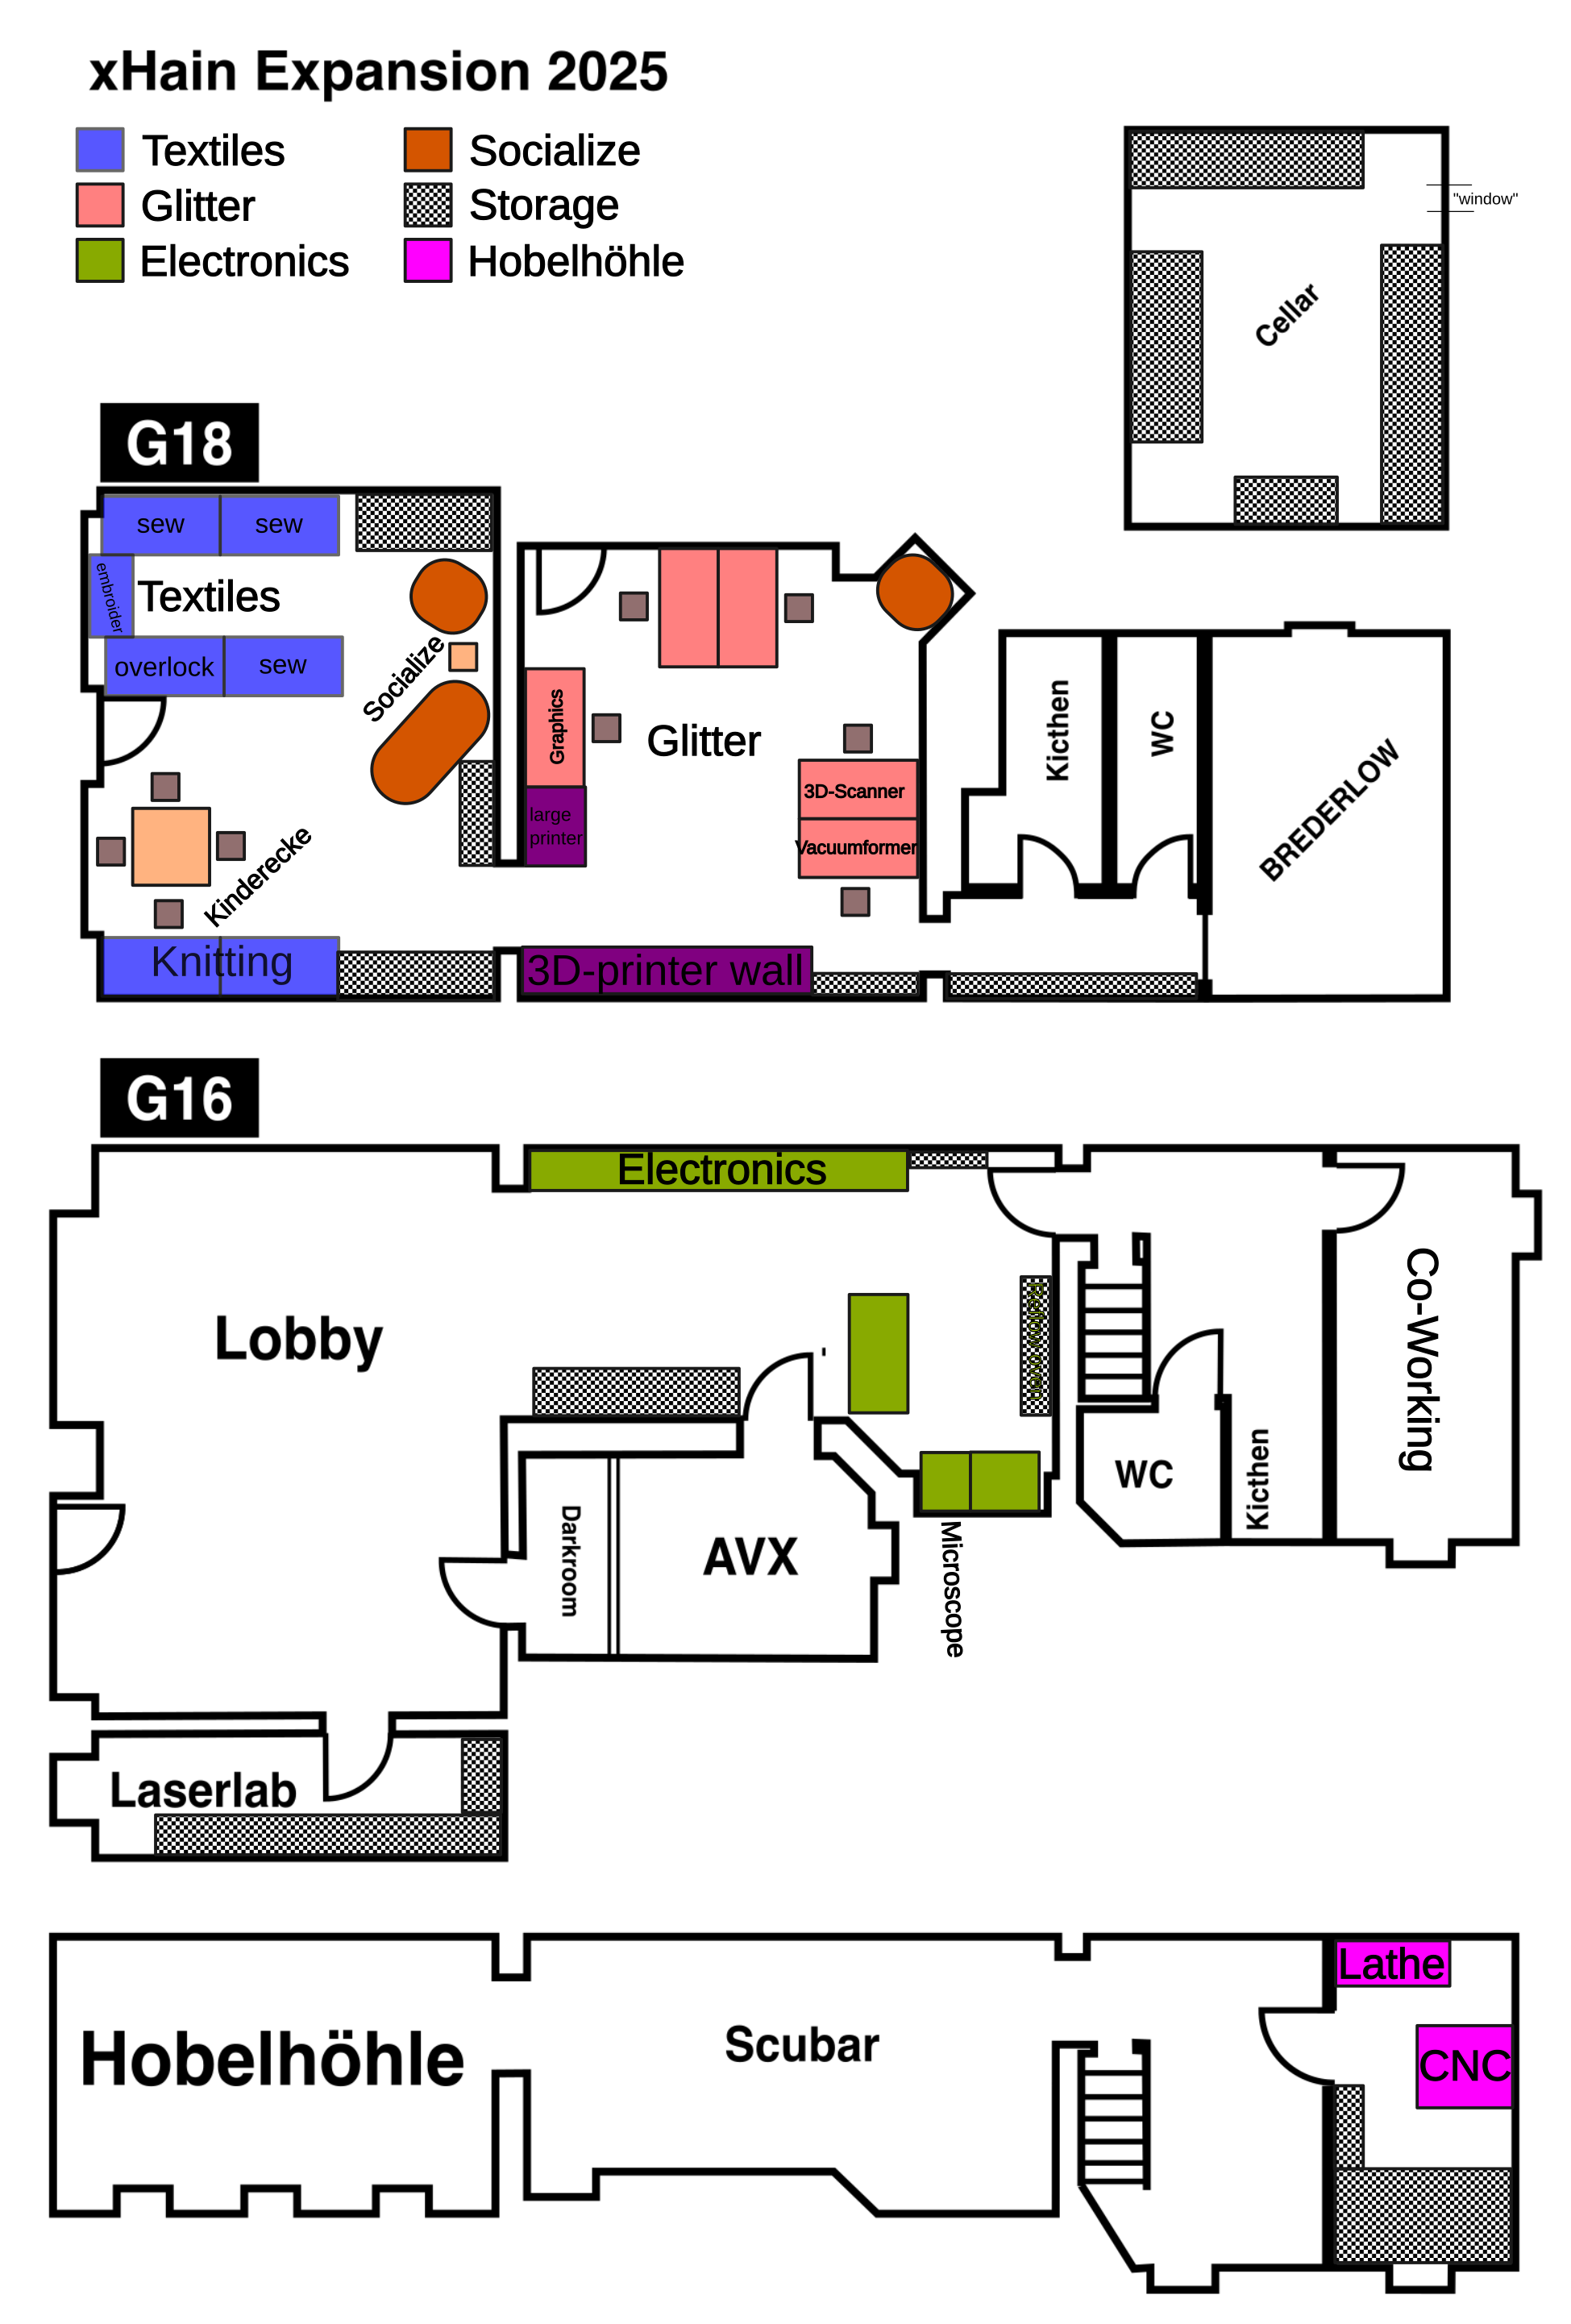 xHain Expansion 2025
Textiles
Socialize
Glitter
Storage
Electronics
Hobelhöhle
"window"
Cellar
G18
sew
sew
embroider
Textiles
overlock
sew
Socialize
Kinderecke
Knitting
Graphics
large
printer
Glitter
3D-Scanner
Vacuumformer
3D-printer wall
Kicthen
WC
BREDERLOW
G16
Electronics
Lobby
Co-Working
WC
Kicthen
Darkroom
AVX
Microscope
Laserlab
Hobelhöhle
Scubar
Lathe
CNC